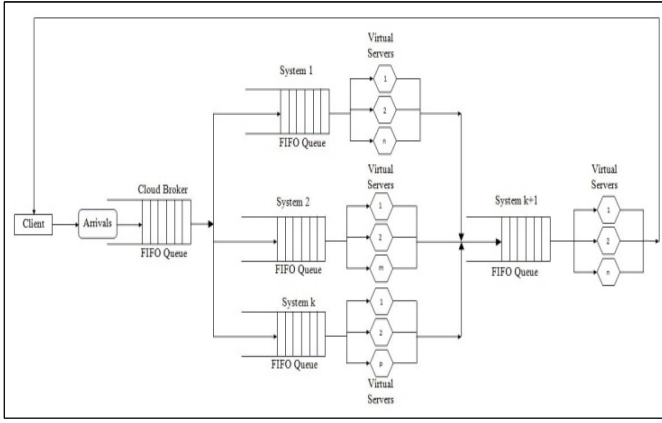 Client
Arrivals
Cloud Broker
FIFO Queue
System 1
FIFO Queue
Virtual
Servers
1
2
n
System 2
FIFO Queue
Virtual
Servers
1
2
m
System k
FIFO Queue
1
2
p
Virtual
Servers
System k+1
FIFO Queue
Virtual
Servers
1
2
n